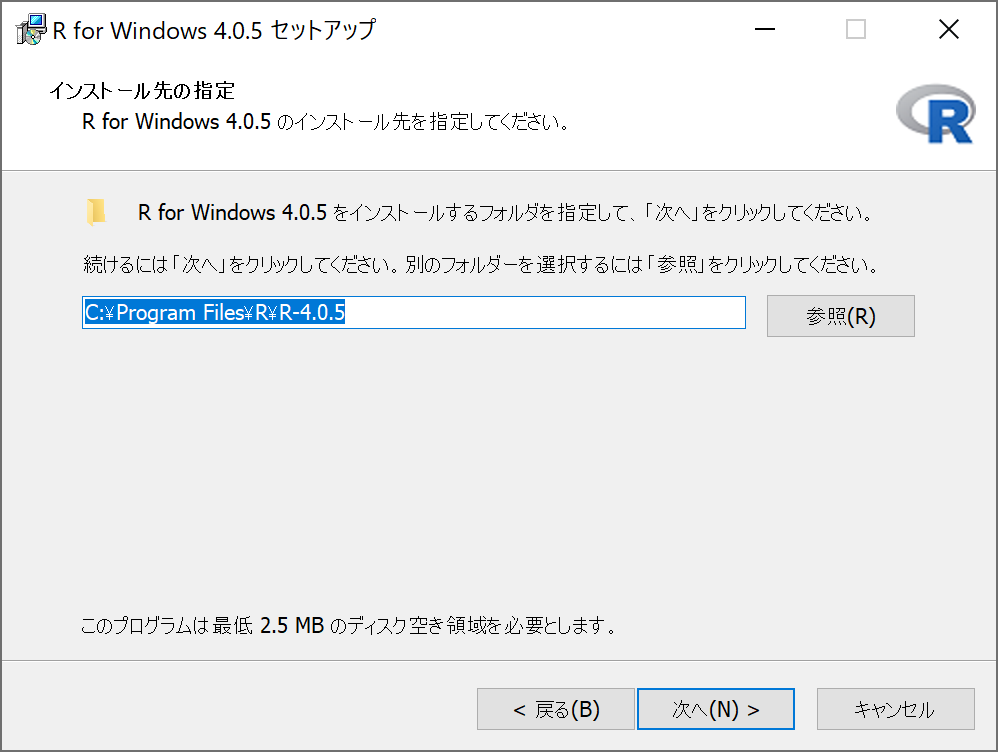 R for Windows 4.0.5 セットアップ
インストール先の指定
R for Windows 4.0.5 のインストール先を指定してください。
R
R for Windows 4.0.5 をインストールするフォルダを指定して、「次へ」をクリックしてください。
続けるには「次へ」をクリックしてください。別のフォルダーを選択するには「参照」をクリックしてください。
C:¥Program Files¥R¥R-4.0.5
参照(R)
このプログラムは最低 2.5 MB のディスク空き領域を必要とします。
< 戻る(B)
次へ(N) >
キャンセル